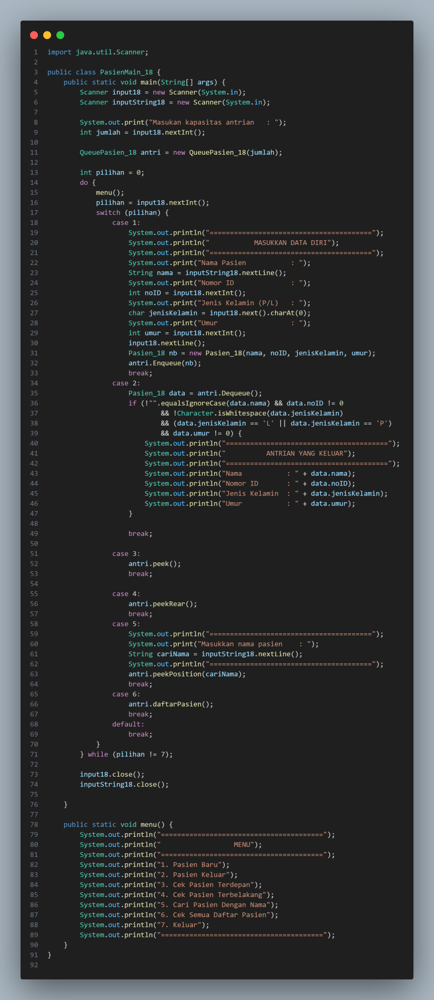 1 import java.util.Scanner;
2
3 public class PasienMain_18 {
4     public static void main(String[] args) {
5         Scanner input18 = new Scanner(System.in);
6         Scanner inputString18 = new Scanner(System.in);
7
8         System.out.print("Masukan kapasitas antrian   : ");
9         int jumlah = input18.nextInt();
10
11         QueuePasien_18 antri = new QueuePasien_18(jumlah);
12
13         int pilihan = 0;
14         do {
15             menu();
16             pilihan = input18.nextInt();
17             switch (pilihan) {
18                 case 1:
19                     System.out.println("========================================");
20                     System.out.println("           MASUKKAN DATA DIRI");
21                     System.out.println("========================================");
22                     System.out.print("Nama Pasien           : ");
23                     String nama = inputString18.nextLine();
24                     System.out.print("Nomor ID              : ");
25                     int noID = input18.nextInt();
26                     System.out.print("Jenis Kelamin (P/L)   : ");
27                     char jenisKelamin = input18.next().charAt(0);
28                     System.out.print("Umur                  : ");
29                     int umur = input18.nextInt();
30                     input18.nextLine();
31                     Pasien_18 nb = new Pasien_18(nama, noID, jenisKelamin, umur);
32                     antri.Enqueue(nb);
33                     break;
34                 case 2:
35                     Pasien_18 data = antri.Dequeue();
36                     if (!"".equalsIgnoreCase(data.nama) && data.noID != 0
37                             && !Character.isWhitespace(data.jenisKelamin)
38                             && (data.jenisKelamin == 'L' || data.jenisKelamin == 'P')
39                             && data.umur != 0) {
40                         System.out.println("========================================");
41                         System.out.println("          ANTRIAN YANG KELUAR");
42                         System.out.println("========================================");
43                         System.out.println("Nama           : " + data.nama);
44                         System.out.println("Nomor ID       : " + data.noID);
45                         System.out.println("Jenis Kelamin  : " + data.jenisKelamin);
46                         System.out.println("Umur           : " + data.umur);
47                     }
48
49                     break;
50
51                 case 3:
52                     antri.peek();
53                     break;
54
55                 case 4:
56                     antri.peekRear();
57                     break;
58                 case 5:
59                     System.out.println("========================================");
60                     System.out.print("Masukkan nama pasien    : ");
61                     String cariNama = inputString18.nextLine();
62                     System.out.println("========================================");
63                     antri.peekPosition(cariNama);
64                     break;
65                 case 6:
66                     antri.daftarPasien();
67                     break;
68                 default:
69                     break;
70             }
71         } while (pilihan != 7);
72
73         input18.close();
74         inputString18.close();
75
76     }
77
78     public static void menu() {
79         System.out.println("========================================");
80         System.out.println("                  MENU");
81         System.out.println("========================================");
82         System.out.println("1. Pasien Baru");
83         System.out.println("2. Pasien Keluar");
84         System.out.println("3. Cek Pasien Terdepan");
85         System.out.println("4. Cek Pasien Terbelakang");
86         System.out.println("5. Cari Pasien Dengan Nama");
87         System.out.println("6. Cek Semua Daftar Pasien");
88         System.out.println("7. Keluar");
89         System.out.println("========================================");
90     }
91 }
92